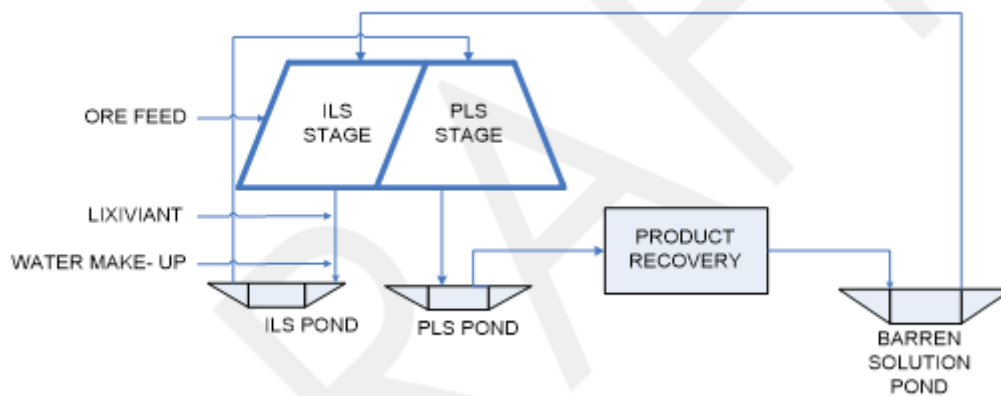 ORE FEED
ILS
STAGE
PLS
STAGE
LIXIVIANT
WATER MAKE- UP
PRODUCT
RECOVERY
ILS POND
PLS POND
BARREN
SOLUTION
POND